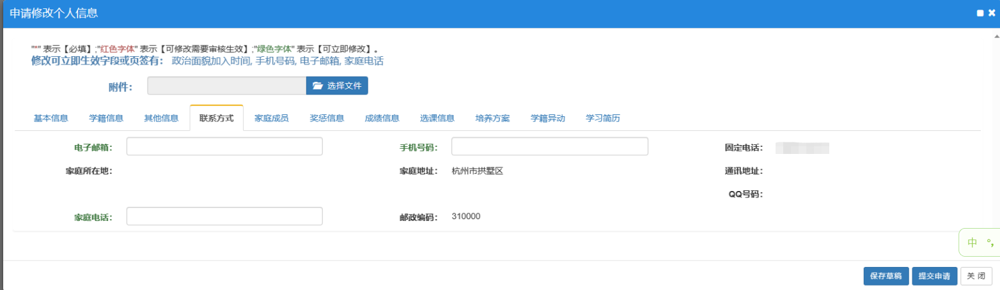 申请修改个人信息
"*" 表示【必填】;"红色字体" 表示【可修改需要审核生效】;"绿色字体" 表示【可立即修改】。
修改可立即生效字段或页签有： 政治面貌加入时间, 手机号码, 电子邮箱, 家庭电话
附件： 选择文件
基本信息 学籍信息 其他信息 联系方式 家庭成员 奖惩信息 成绩信息 选课信息 培养方案 学籍异动 学习简历
电子邮箱： 手机号码： 固定电话：
家庭所在地： 家庭地址： 杭州市拱墅区 通讯地址：
QQ号码：
家庭电话： 邮政编码： 310000
中 °,
保存草稿 提交申请 关 闭